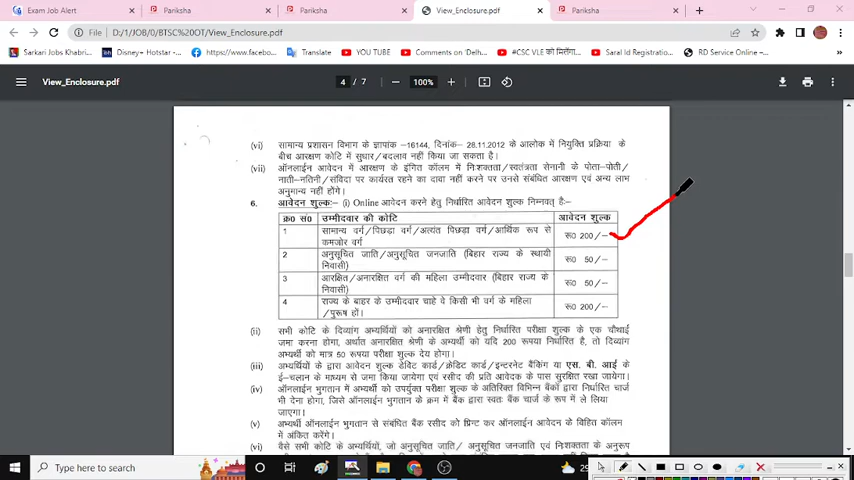 Exam Job Alert
Pariksha
Pariksha
View_Enclosure.pdf
Pariksha
File | D:/1/JOB/0/BTSC%20OT/View_Enclosure.pdf
Sarkari Jobs Khabri...
Disney+ Hotstar -...
https://www.facebo...
Translate
YOU TUBE
Comments on 'Delh...
#CSC VLE को मिलेंगा...
Saral Id Registratio...
RD Service Online –...
View_Enclosure.pdf
4 / 7
100%
(vi) सामान्य प्रशासन विभाग के ज्ञापांक –16144, दिनांक– 28.11.2012 के आलोक में नियुक्ति प्रक्रिया के
बीच आरक्षण कोटि में सुधार/बदलाव नहीं किया जा सकता है।
(vii) ऑनलाईन आवेदन में आरक्षण के इंगित कॉलम में निःशक्तता/स्वतंत्रता सेनानी के पोता–पोती/
नाती–नतिनी/संविदा पर कार्यरत रहने का दावा नहीं करने पर उनसे संबंधित आरक्षण एवं अन्य लाभ
अनुमान्य नहीं होंगे।
6. आवेदन शुल्कः– (i) Online आवेदन करने हेतु निर्धारित आवेदन शुल्क निम्नवत् हैः–
क्र0 सं0 उम्मीदवार की कोटि आवेदन शुल्क
1 सामान्य वर्ग/पिछड़ा वर्ग/अत्यंत पिछड़ा वर्ग/आर्थिक रूप से रू0 200/–
कमजोर वर्ग
2 अनुसूचित जाति/अनुसूचित जनजाति (बिहार राज्य के स्थायी रू0 50/–
निवासी)
3 आरक्षित/अनारक्षित वर्ग की महिला उम्मीदवार (बिहार राज्य के रू0 50/–
निवासी)
4 राज्य के बाहर के उम्मीदवार चाहे वे किसी भी वर्ग के महिला रू0 200/–
/पुरूष हों।
(ii) सभी कोटि के दिव्यांग अभ्यर्थियों को अनारक्षित श्रेणी हेतु निर्धारित परीक्षा शुल्क के एक चौथाई
जमा करना होगा, अर्थात अनारक्षित श्रेणी के अभ्यर्थी को यदि 200 रूपया निर्धारित है, तो दिव्यांग
अभ्यर्थी को मात्र 50 रूपया परीक्षा शुल्क देय होगा।
(iii) अभ्यर्थियों के द्वारा आवेदन शुल्क डेबिट कार्ड/क्रेडिट कार्ड/इन्टरनेट बैंकिंग या एस. बी. आई के
ई–चलान के माध्यम से जमा किया जायेगा एवं रसीद की प्रति आवेदक के पास सुरक्षित रखा जायेगा।
(iv) ऑनलाईन भुगतान में अभ्यर्थी को उपर्युक्त परीक्षा शुल्क के अतिरिक्त विभिन्न बैंकों द्वारा निर्धारित चार्ज
भी देना होगा, जिसे ऑनलाईन भुगतान के क्रम में बैंक द्वारा स्वतः बैंक चार्ज के रूप में ले लिया
जाएगा।
(v) अभ्यर्थी ऑनलाईन भुगतान से संबंधित बैंक रसीद को प्रिन्ट कर ऑनलाईन आवेदन के विहित कॉलम
में अंकित करेंगे।
(vi) वैसे सभी कोटि के अभ्यर्थियों, जो अनुसूचित जाति/ अनुसूचित जनजाति एवं निःशक्तता के अनुरूप
Type here to search